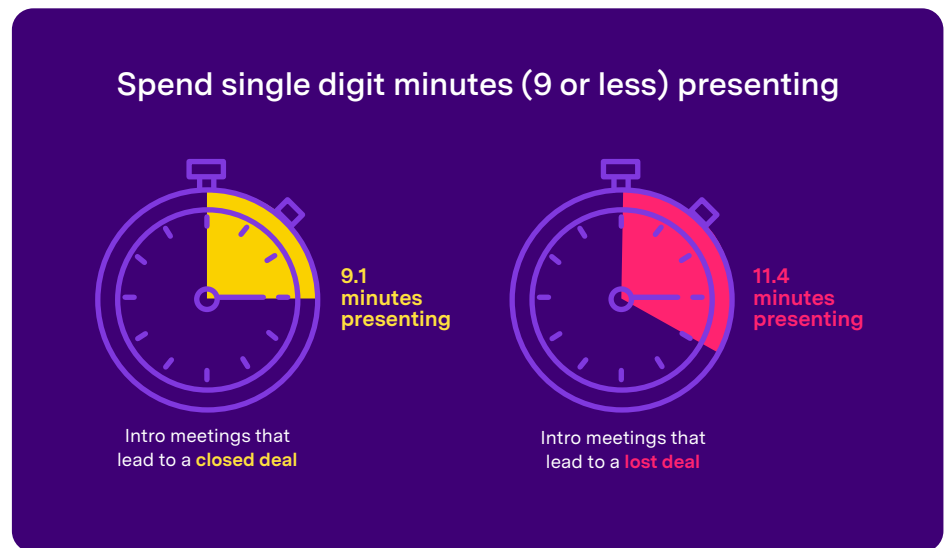 Spend single digit minutes (9 or less) presenting
9.1
minutes
presenting
Intro meetings that
lead to a closed deal
11.4
minutes
presenting
Intro meetings that
lead to a lost deal